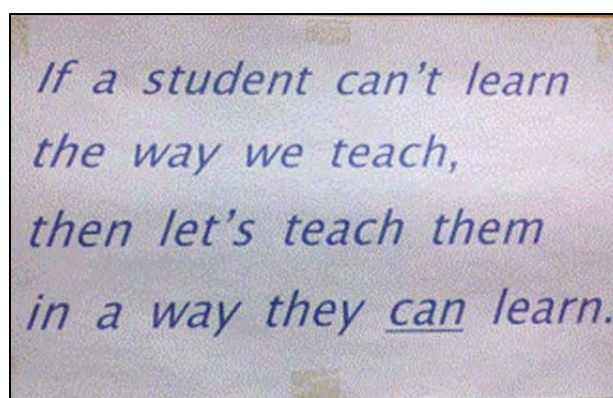 If a student can't learn
the way we teach,
then let's teach them
in a way they can learn.